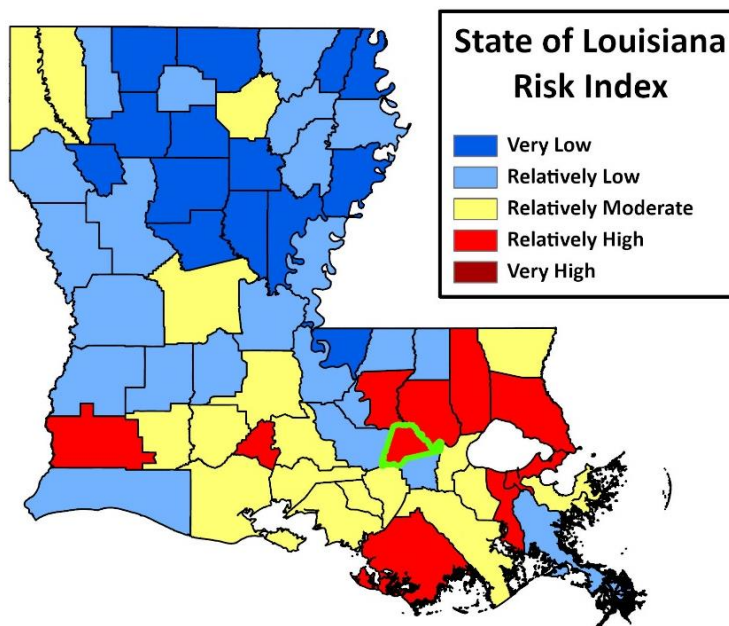 State of Louisiana
Risk Index
Very Low
Relatively Low
Relatively Moderate
Relatively High
Very High